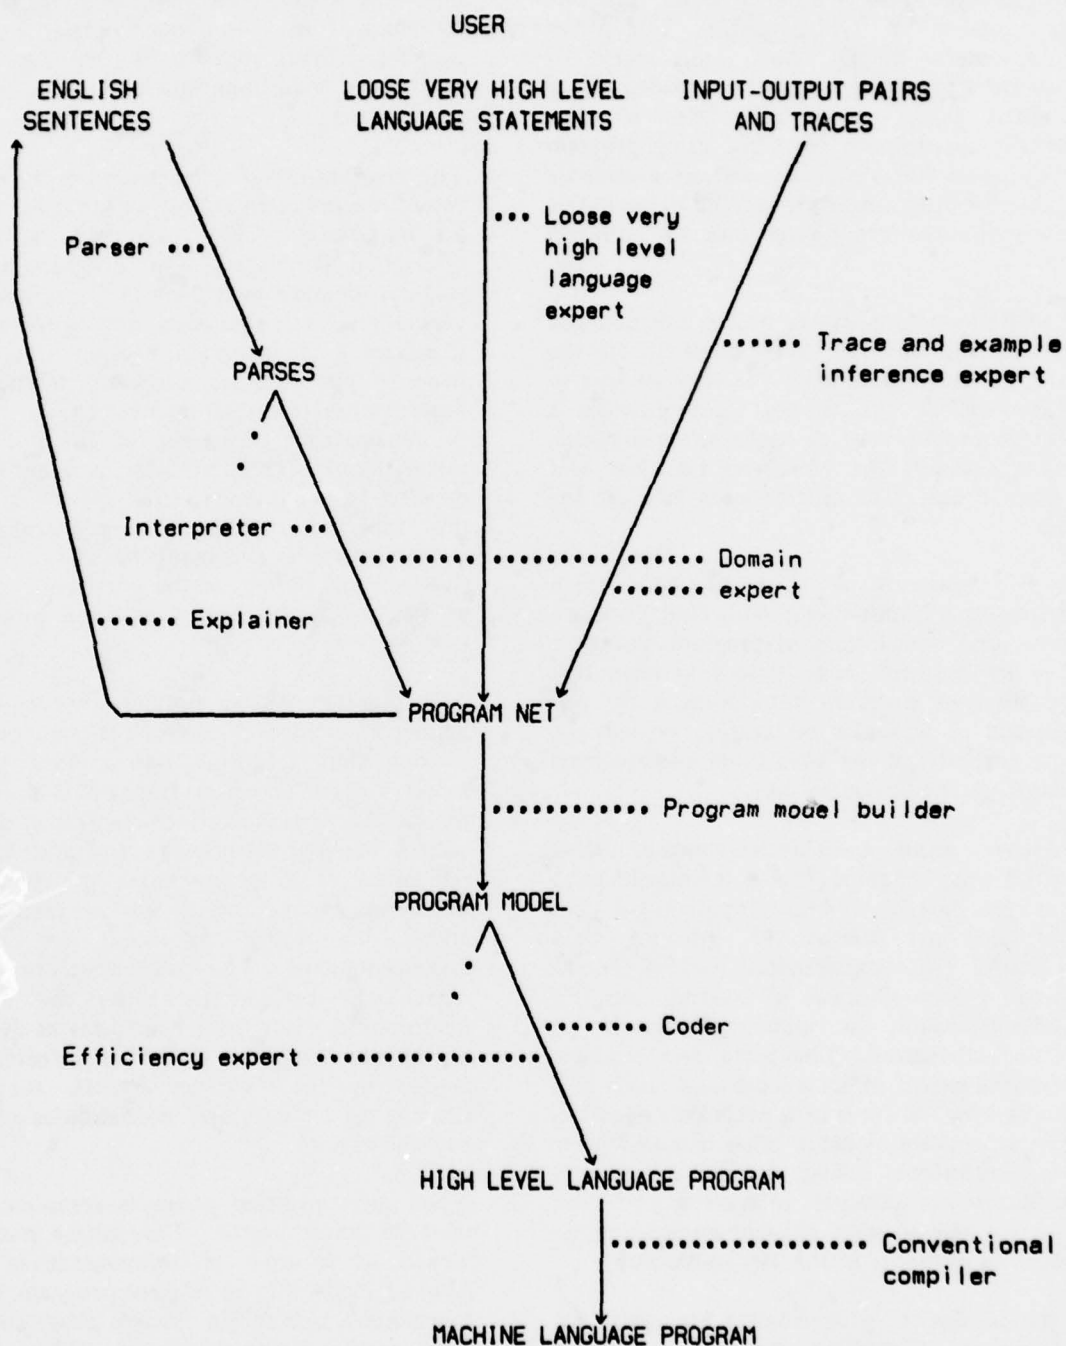 USER
ENGLISH
SENTENCES
LOOSE VERY HIGH LEVEL
LANGUAGE STATEMENTS
INPUT-OUTPUT PAIRS
AND TRACES
Parser
Loose very
high level
language
expert
Trace and example
inference expert
PARSES
Interpreter
Domain
expert
Explainer
PROGRAM NET
Program model builder
PROGRAM MODEL
Coder
Efficiency expert
HIGH LEVEL LANGUAGE PROGRAM
Conventional
compiler
MACHINE LANGUAGE PROGRAM